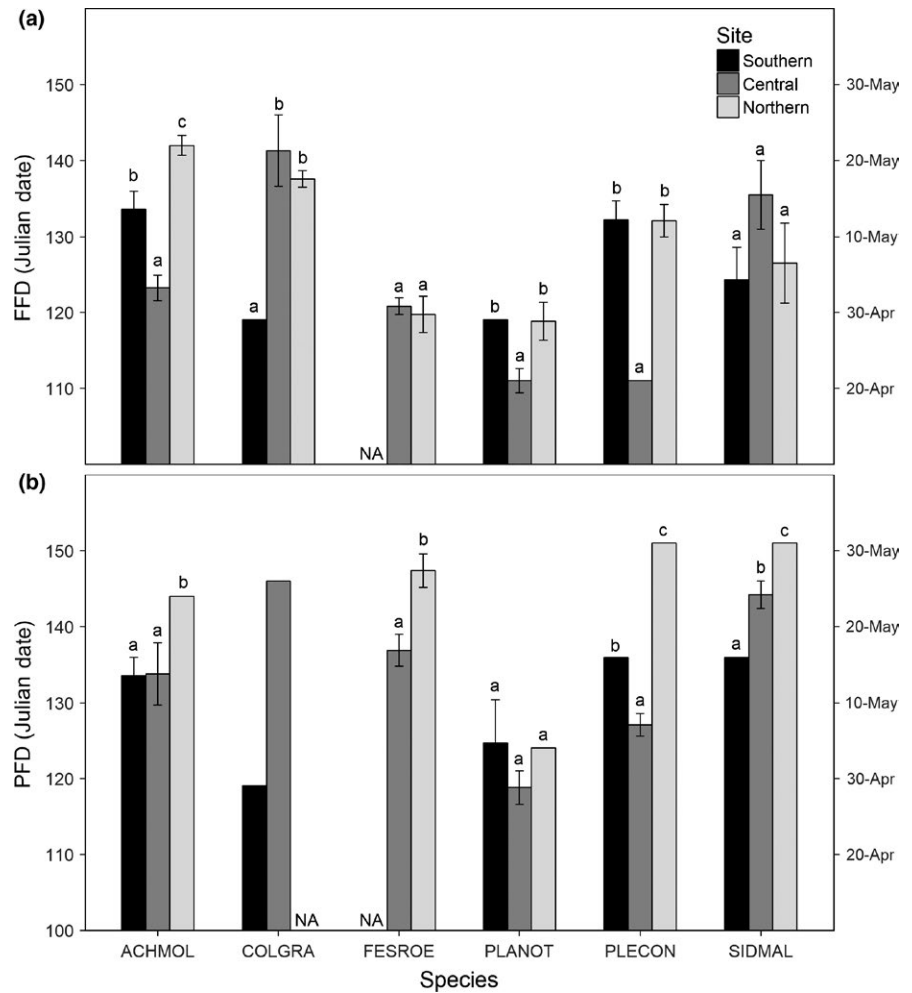 (a)
Site
Southern
Central
Northern
FFD (Julian date)
150
140
130
120
110
30-May
20-May
10-May
30-Apr
20-Apr
b a c
a b b
NA a a
b a b
b a b
a a a
(b)
PFD (Julian date)
150
140
130
120
110
100
30-May
20-May
10-May
30-Apr
20-Apr
a a b
NA
NA a b
a a a
b a c
a b c
ACHMOL COLGRA FESROE PLANOT PLECON SIDMAL
Species